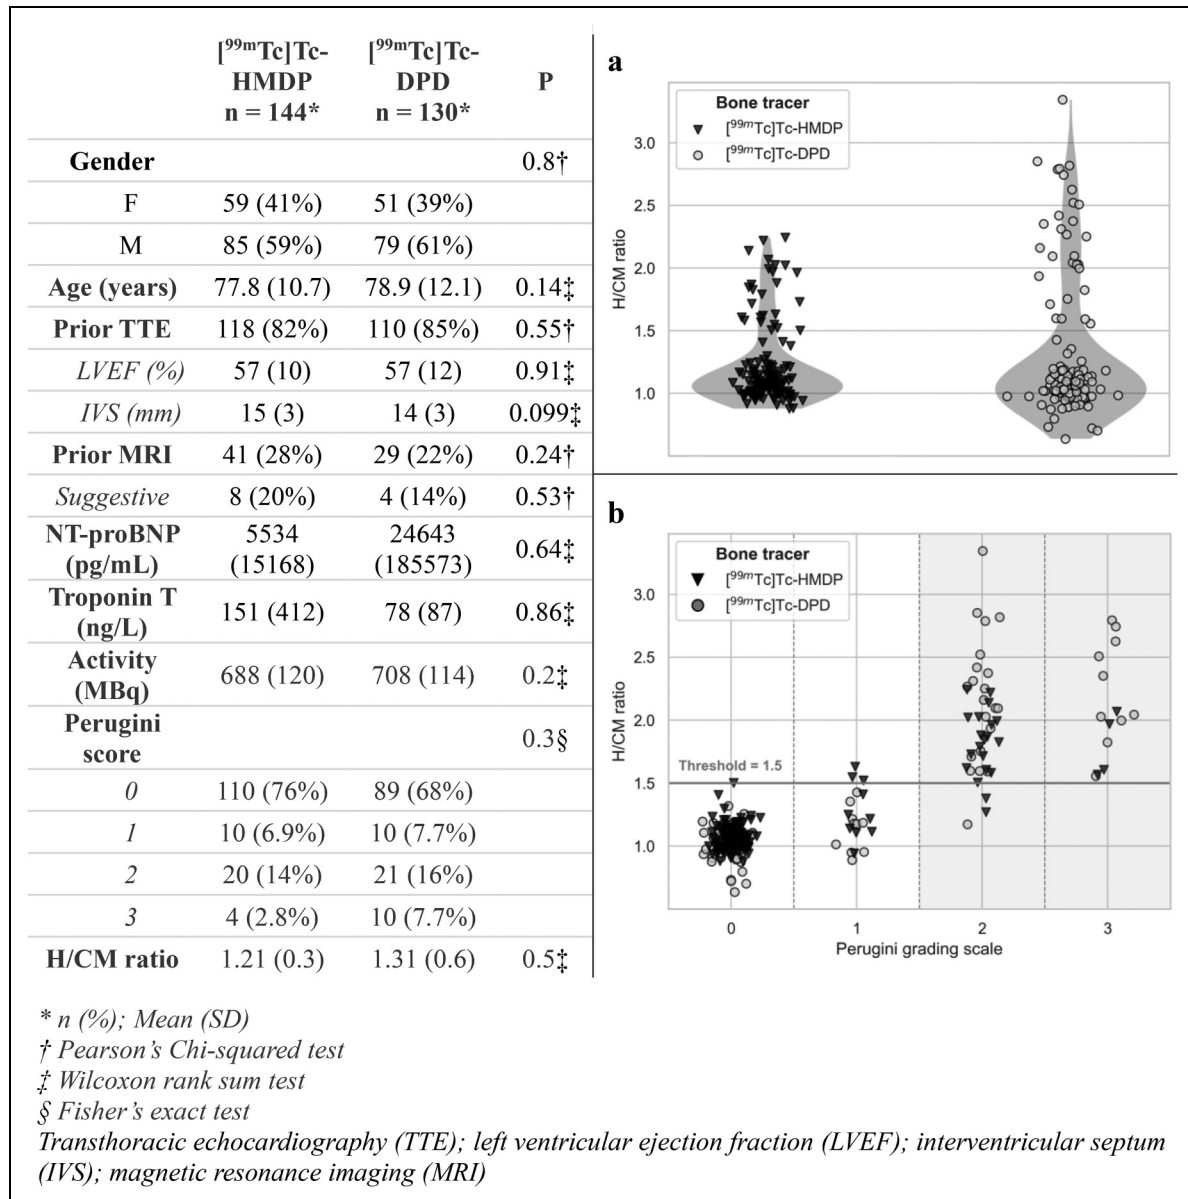 [99mTc]Tc-HMDP n = 144* [99mTc]Tc-DPD n = 130* P
Gender 0.8†
F 59 (41%) 51 (39%)
M 85 (59%) 79 (61%)
Age (years) 77.8 (10.7) 78.9 (12.1) 0.14‡
Prior TTE 118 (82%) 110 (85%) 0.55†
LVEF (%) 57 (10) 57 (12) 0.91‡
IVS (mm) 15 (3) 14 (3) 0.099‡
Prior MRI 41 (28%) 29 (22%) 0.24†
Suggestive 8 (20%) 4 (14%) 0.53†
NT-proBNP (pg/mL) 5534 (15168) 24643 (185573) 0.64‡
Troponin T (ng/L) 151 (412) 78 (87) 0.86‡
Activity (MBq) 688 (120) 708 (114) 0.2‡
Perugini score 0.3§
0 110 (76%) 89 (68%)
1 10 (6.9%) 10 (7.7%)
2 20 (14%) 21 (16%)
3 4 (2.8%) 10 (7.7%)
H/CM ratio 1.21 (0.3) 1.31 (0.6) 0.5‡
a
Bone tracer
[99mTc]Tc-HMDP
[99mTc]Tc-DPD
H/CM ratio
3.0
2.5
2.0
1.5
1.0
b
Bone tracer
[99mTc]Tc-HMDP
[99mTc]Tc-DPD
H/CM ratio
3.0
2.5
2.0
1.5
1.0
Threshold = 1.5
0 1 2 3
Perugini grading scale
* n (%); Mean (SD)
† Pearson's Chi-squared test
‡ Wilcoxon rank sum test
§ Fisher's exact test
Transthoracic echocardiography (TTE); left ventricular ejection fraction (LVEF); interventricular septum
(IVS); magnetic resonance imaging (MRI)